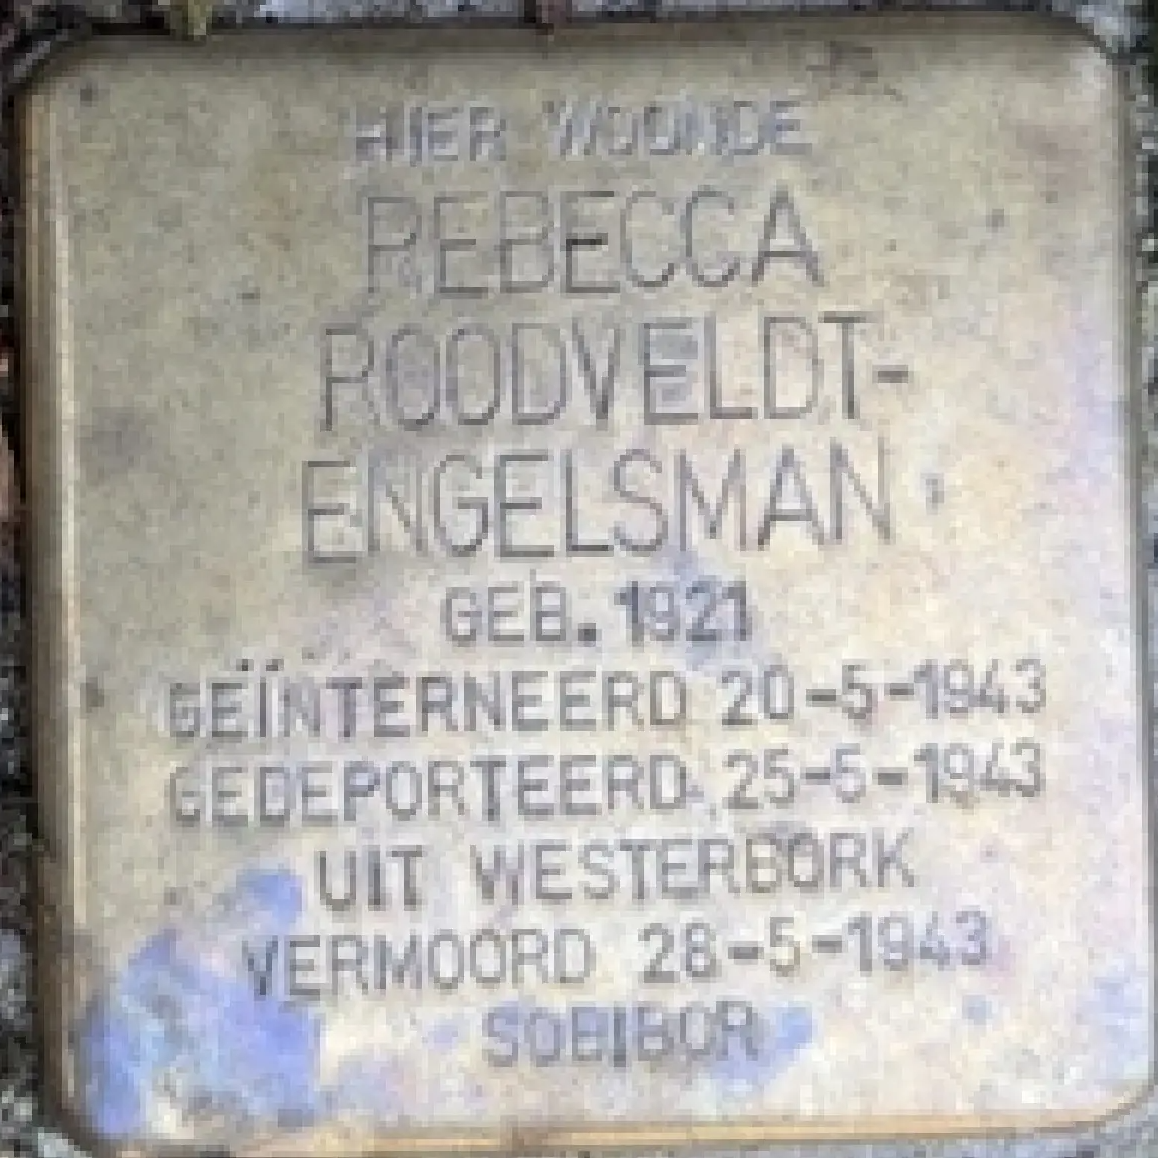 HIER WOONDE
REBECCA
ROODVELDT-
ENGELSMAN
GEB. 1921
GEÏNTERNEERD 20-5-1943
GEDEPORTEERD 25-5-1943
UIT WESTERBORK
VERMOORD 28-5-1943
SOBIBOR